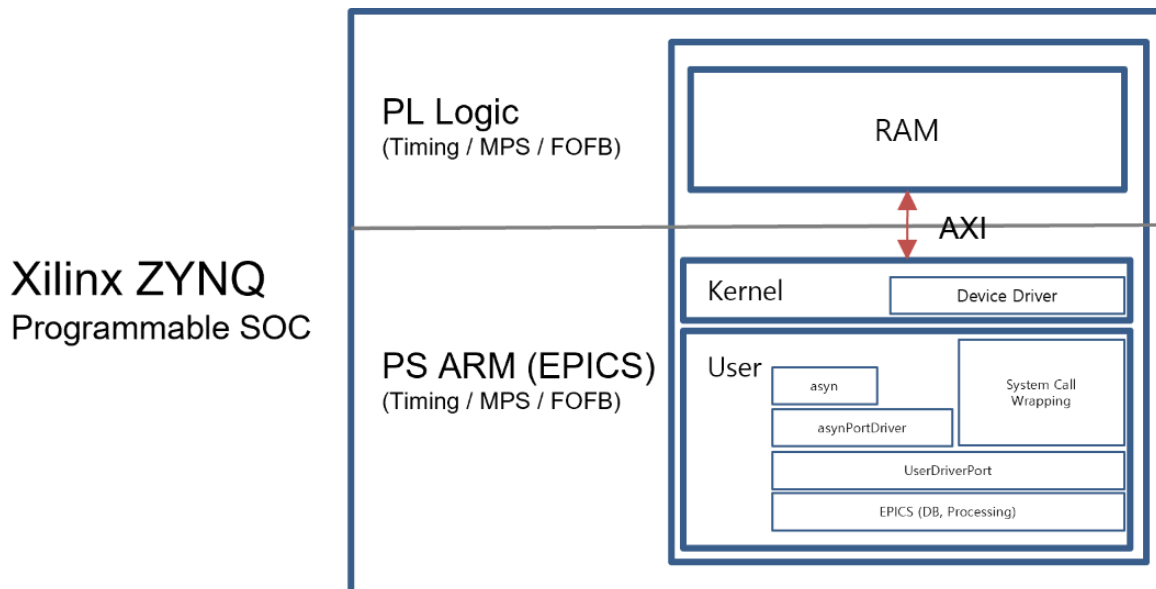 PL Logic
(Timing / MPS / FOFB)
RAM
AXI
Xilinx ZYNQ
Programmable SOC
Kernel
Device Driver
PS ARM (EPICS)
(Timing / MPS / FOFB)
User
asyn
System Call
Wrapping
asynPortDriver
UserDriverPort
EPICS (DB, Processing)